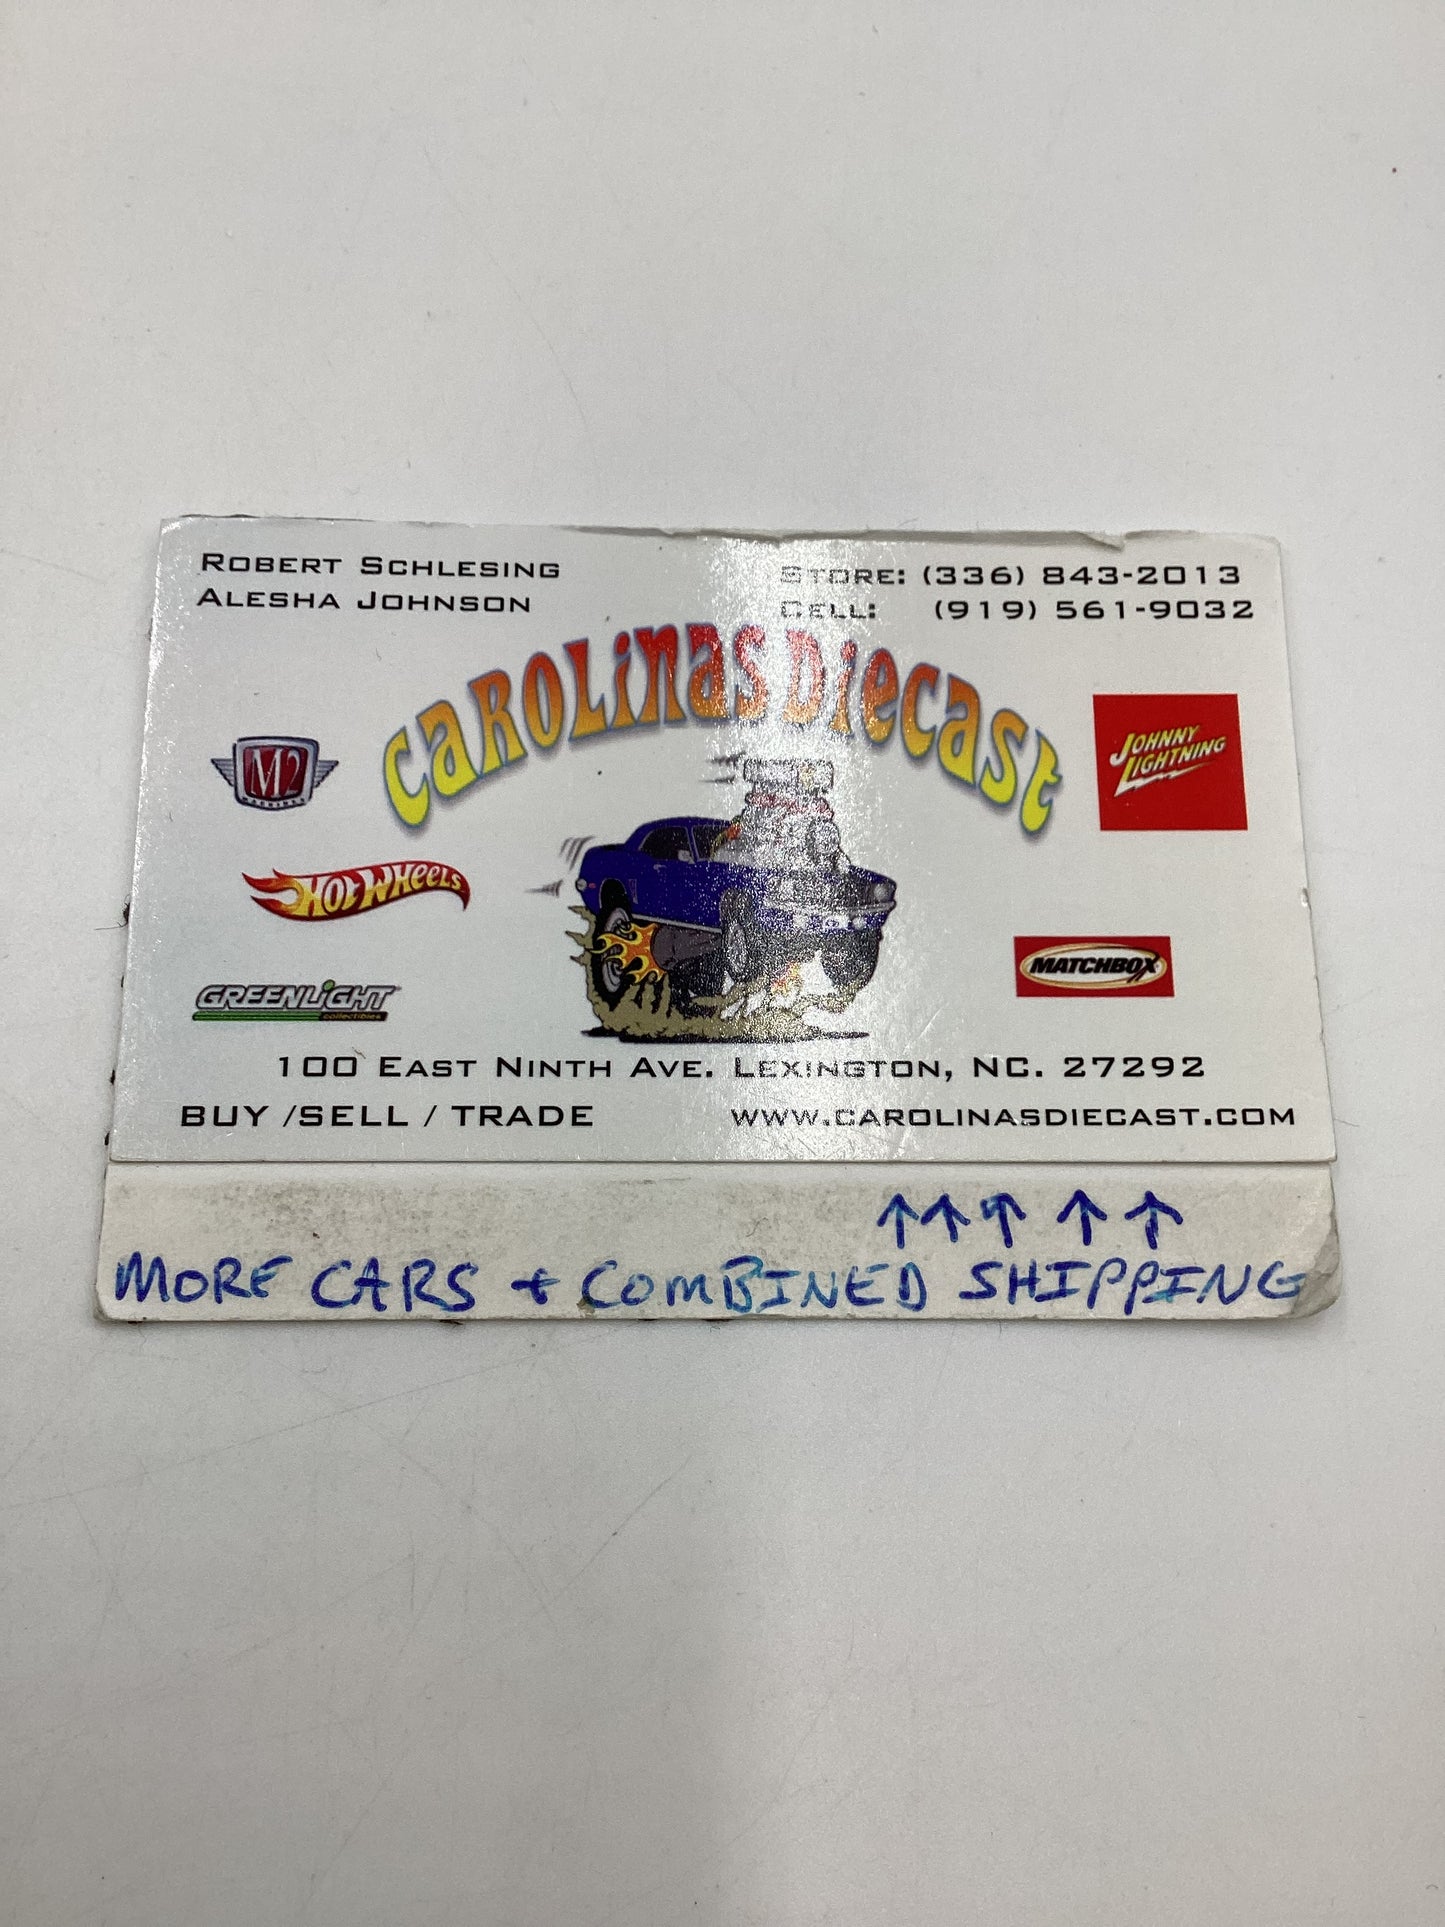 ROBERT SCHLESING
ALESHA JOHNSON
STORE: (336) 843-2013
CELL: (919) 561-9032
CAROLINAS DIECAST
M2
MACHINES
JOHNNY
LIGHTNING
HOT WHEELS
MATCHBOX
GREENLIGHT
collectibles
100 EAST NINTH AVE. LEXINGTON, NC. 27292
BUY /SELL / TRADE
WWW.CAROLINASDIECAST.COM
↑↑↑↑↑
MORE CARS + COMBINED SHIPPING